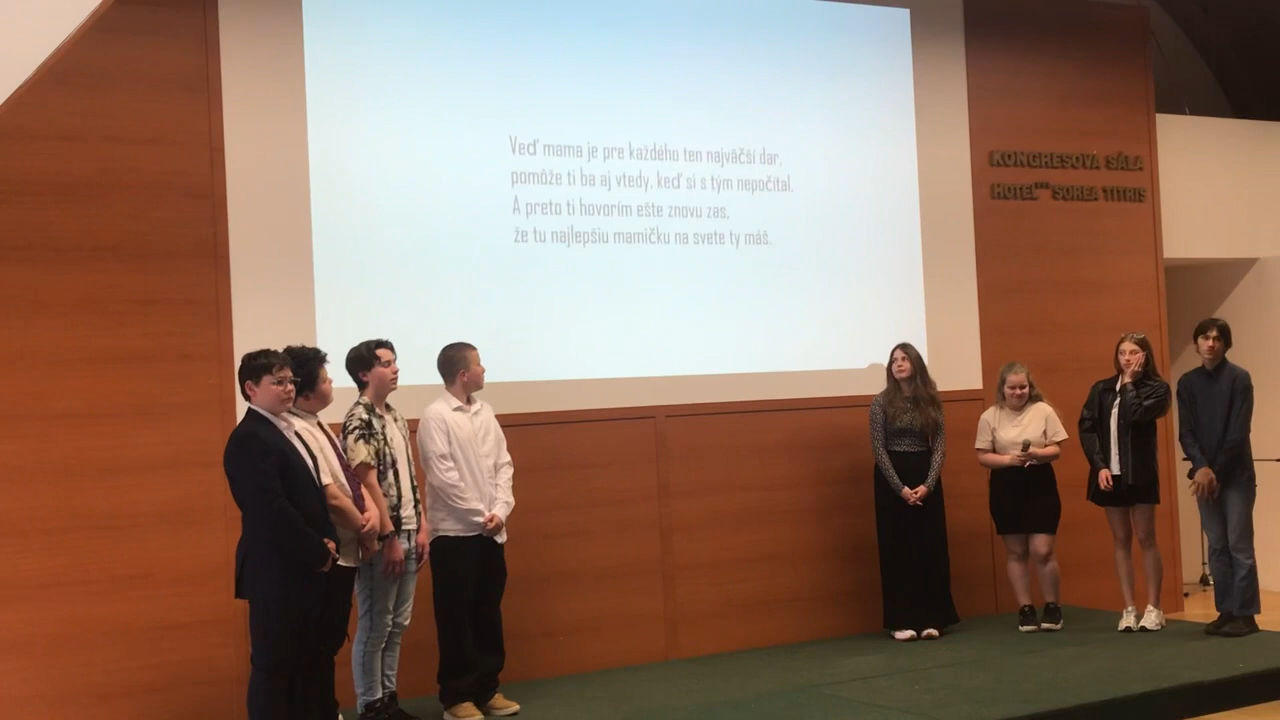 Veď mama je pre každého ten najväčší dar,
pomôže ti ba aj vtedy, keď si s tým nepočítal.
A preto ti hovorím ešte znovu zas,
že tu najlepšiu mamičku na svete ty máš.
KONGRESOVÁ SÁLA
HOTEL*** SOREA TITRIS